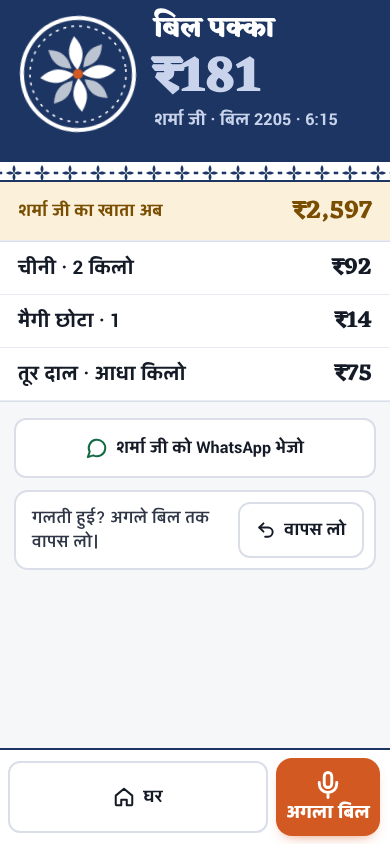 बिल पक्का
₹181
शर्मा जी · बिल 2205 · 6:15
शर्मा जी का खाता अब ₹2,597
चीनी · 2 किलो ₹92
मैगी छोटा · 1 ₹14
तूर दाल · आधा किलो ₹75
शर्मा जी को WhatsApp भेजो
गलती हुई? अगले बिल तक
वापस लो|
वापस लो
घर
अगला बिल